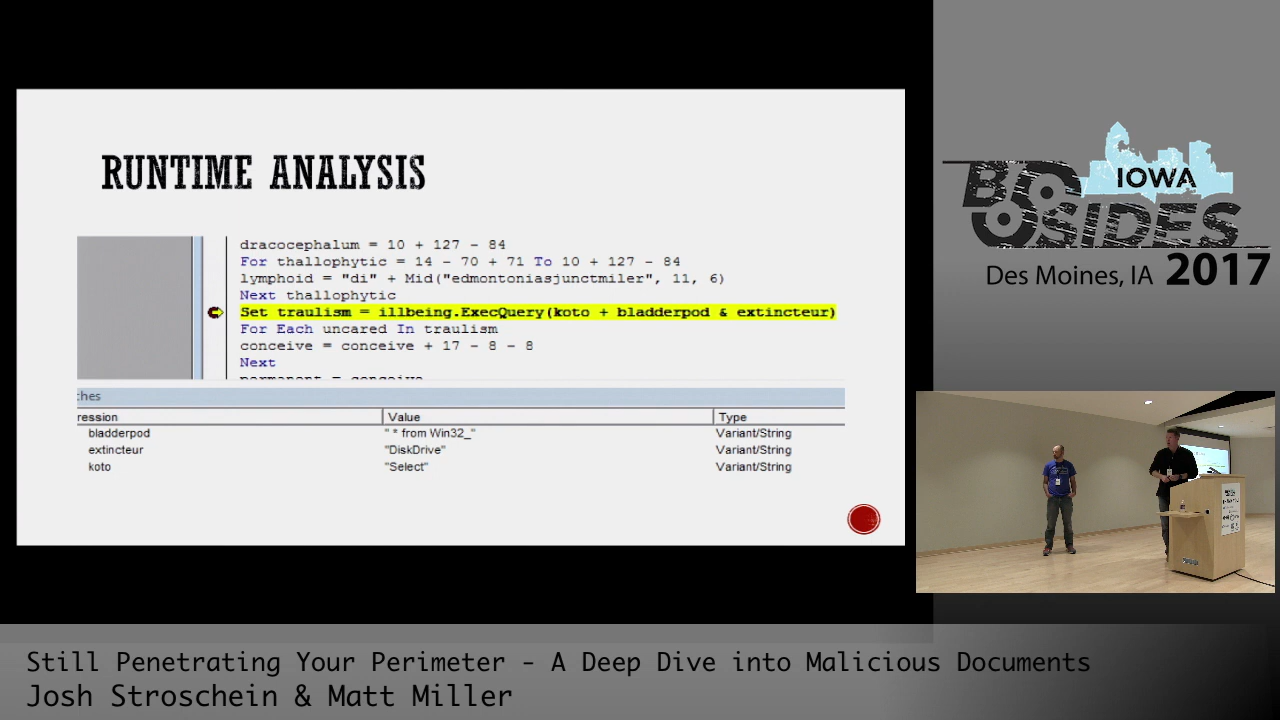 RUNTIME ANALYSIS
dracocephalum = 10 + 127 - 84
For thallophytic = 14 - 70 + 71 To 10 + 127 - 84
lymphoid = "di" + Mid("edmontoniasjunctmiler", 11, 6)
Next thallophytic
Set traulism = illbeing.ExecQuery(koto + bladderpod & extincteur)
For Each uncared In traulism
conceive = conceive + 17 - 8 - 8
Next
permanent = conceive
ches
ression Value Type
bladderpod " * from Win32_" Variant/String
extincteur "DiskDrive" Variant/String
koto "Select" Variant/String
IOWA
BSIDES
Des Moines, IA 2017
Still Penetrating Your Perimeter - A Deep Dive into Malicious Documents
Josh Stroschein & Matt Miller